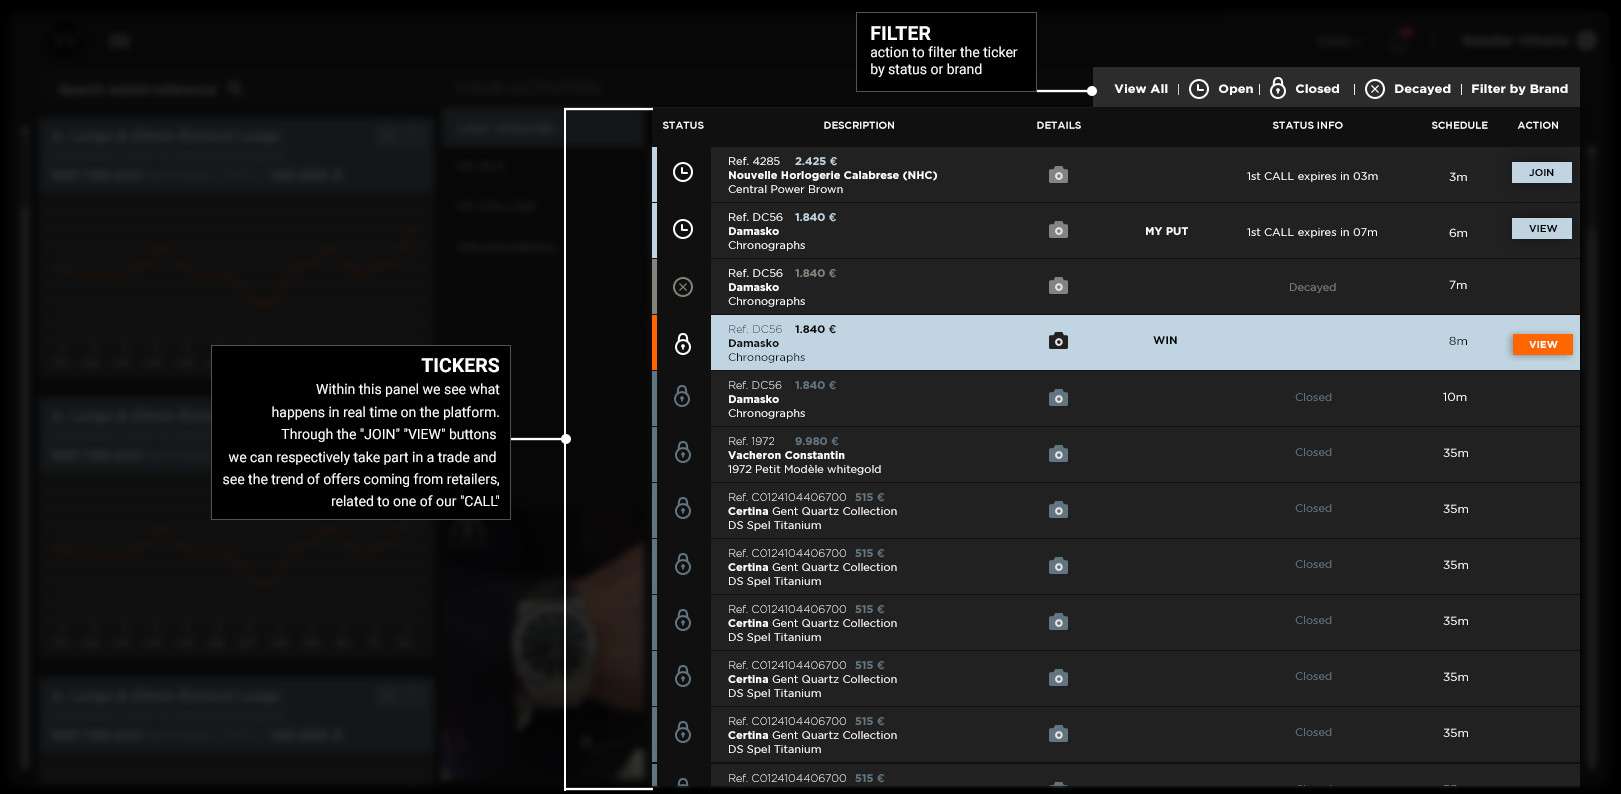 FILTER
action to filter the ticker
by status or brand
View All | Open | Closed | Decayed | Filter by Brand
STATUS DESCRIPTION DETAILS STATUS INFO SCHEDULE ACTION
Ref. 4285 2.425 €
Nouvelle Horlogerie Calabrese (NHC)
Central Power Brown
1st CALL expires in 03m 3m JOIN
Ref. DC56 1.840 €
Damasko
Chronographs
MY PUT 1st CALL expires in 07m 6m VIEW
Ref. DC56 1.840 €
Damasko
Chronographs
Decayed 7m
Ref. DC56 1.840 €
Damasko
Chronographs
WIN 8m VIEW
Ref. DC56 1.840 €
Damasko
Chronographs
Closed 10m
Ref. 1972 9.980 €
Vacheron Constantin
1972 Petit Modèle whitegold
Closed 35m
Ref. C0124104406700 515 €
Certina Gent Quartz Collection
DS Spel Titanium
Closed 35m
Ref. C0124104406700 515 €
Certina Gent Quartz Collection
DS Spel Titanium
Closed 35m
Ref. C0124104406700 515 €
Certina Gent Quartz Collection
DS Spel Titanium
Closed 35m
Ref. C0124104406700 515 €
Certina Gent Quartz Collection
DS Spel Titanium
Closed 35m
Ref. C0124104406700 515 €
Certina Gent Quartz Collection
DS Spel Titanium
Closed 35m
Ref. C0124104406700 515 €
TICKERS
Within this panel we see what
happens in real time on the platform.
Through the "JOIN" "VIEW" buttons
we can respectively take part in a trade and
see the trend of offers coming from retailers,
related to one of our "CALL"